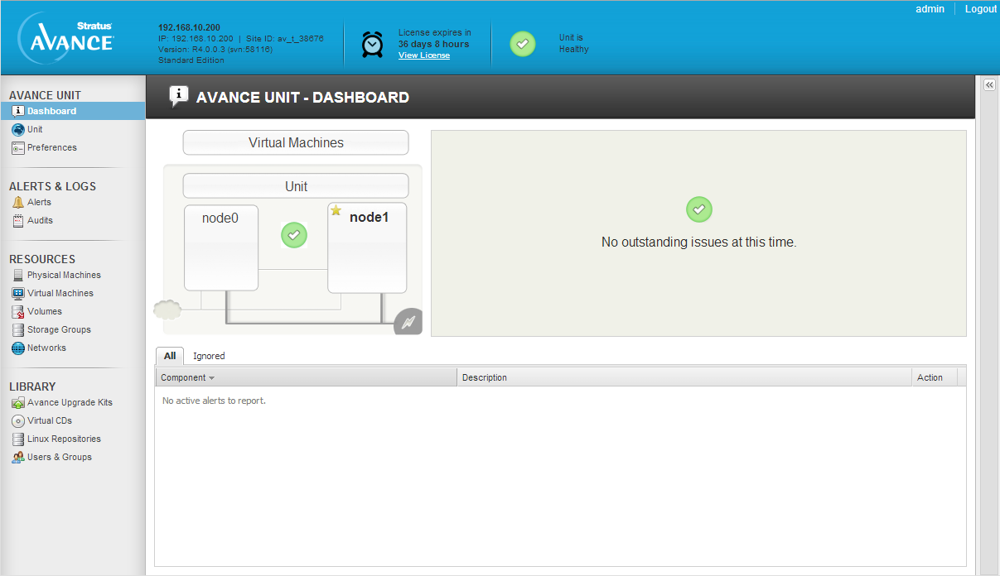 admin
Logout
Stratus
AVANCE
192.168.10.200
IP: 192.168.10.200 | Site ID: av_t_38676
Version: R4.0.0.3 (svn:58116)
Standard Edition
License expires in
36 days 8 hours
View License
Unit is
Healthy
AVANCE UNIT
Dashboard
Unit
Preferences
ALERTS & LOGS
Alerts
Audits
RESOURCES
Physical Machines
Virtual Machines
Volumes
Storage Groups
Networks
LIBRARY
Avance Upgrade Kits
Virtual CDs
Linux Repositories
Users & Groups
AVANCE UNIT - DASHBOARD
Virtual Machines
Unit
node0
node1
No outstanding issues at this time.
All
Ignored
Component
Description
Action
No active alerts to report.